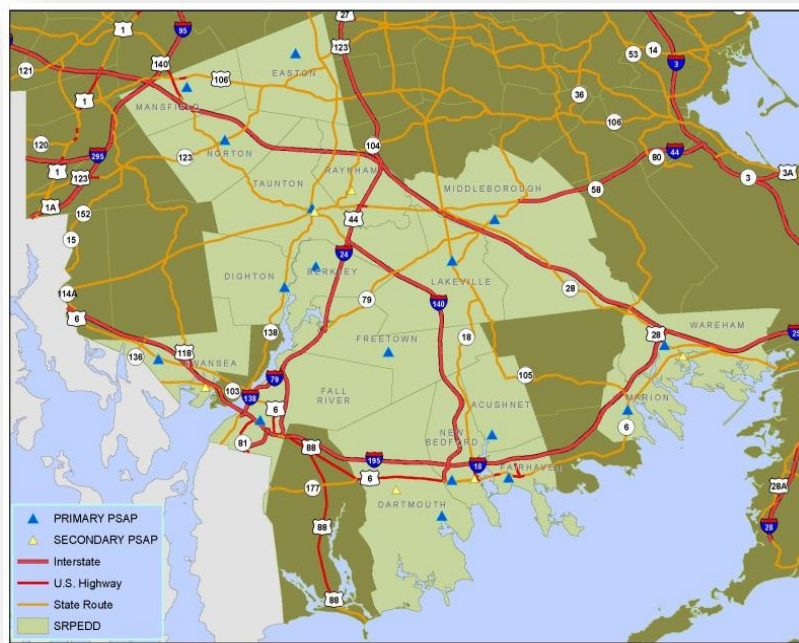 1
95
27
123
53
14
3
121
140
106
EASTON
36
MANSFIELD
1
106
120
295
123
NORTON
104
RAYNHAM
80
44
1
123
TAUNTON
MIDDLEBOROUGH
58
3A
3
1A
152
44
15
24
BERKLEY
LAKEVILLE
DIGHTON
140
28
114A
79
6
138
18
28
WAREHAM
25
136
118
FREETOWN
SWANSEA
105
103
79
FALL
RIVER
MARION
138
6
ACUSHNET
6
81
88
NEW
BEDFORD
195
18
FAIRHAVEN
6
177
DARTMOUTH
28A
88
28
88
PRIMARY PSAP
SECONDARY PSAP
Interstate
U.S. Highway
State Route
SRPEDD